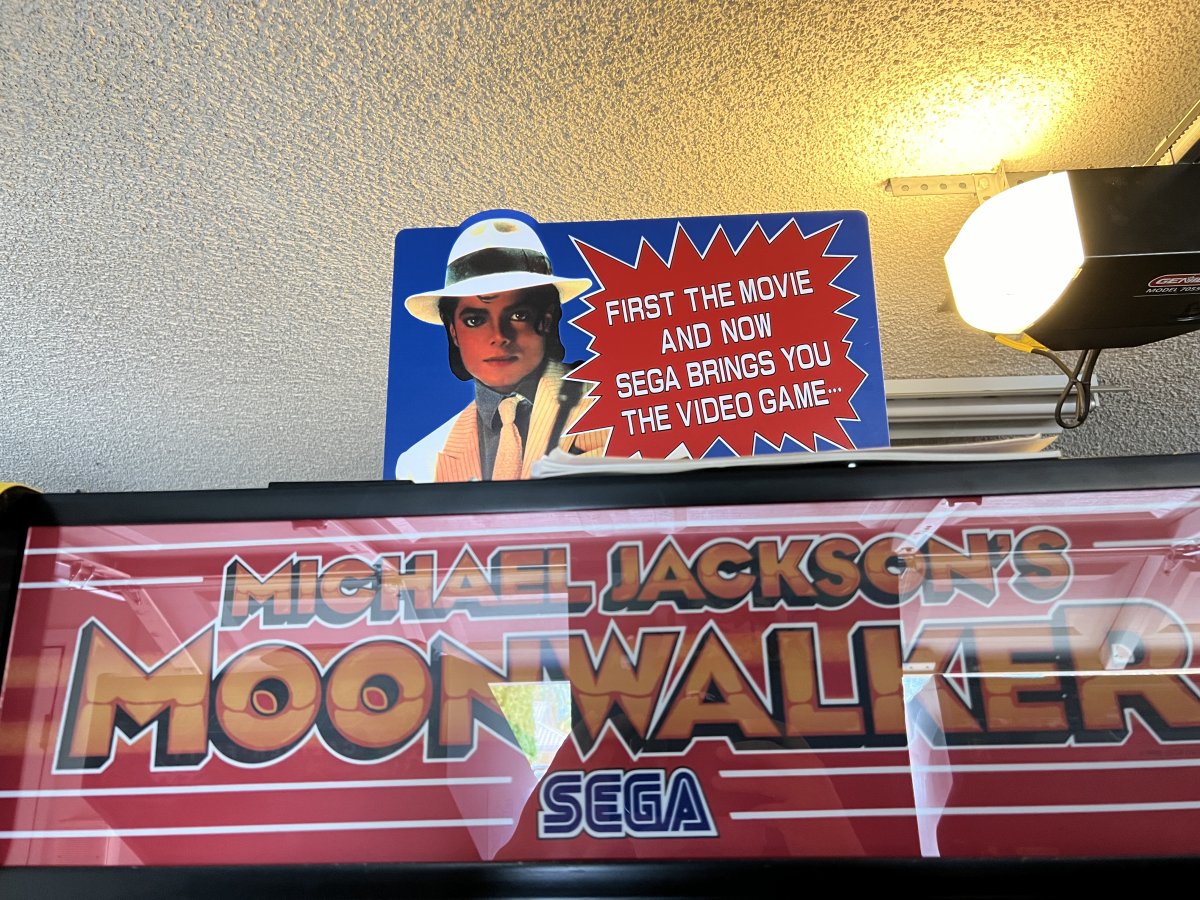 FIRST THE MOVIE
AND NOW
SEGA BRINGS YOU
THE VIDEO GAME...
MICHAEL JACKSON'S
MOONWALKER
SEGA